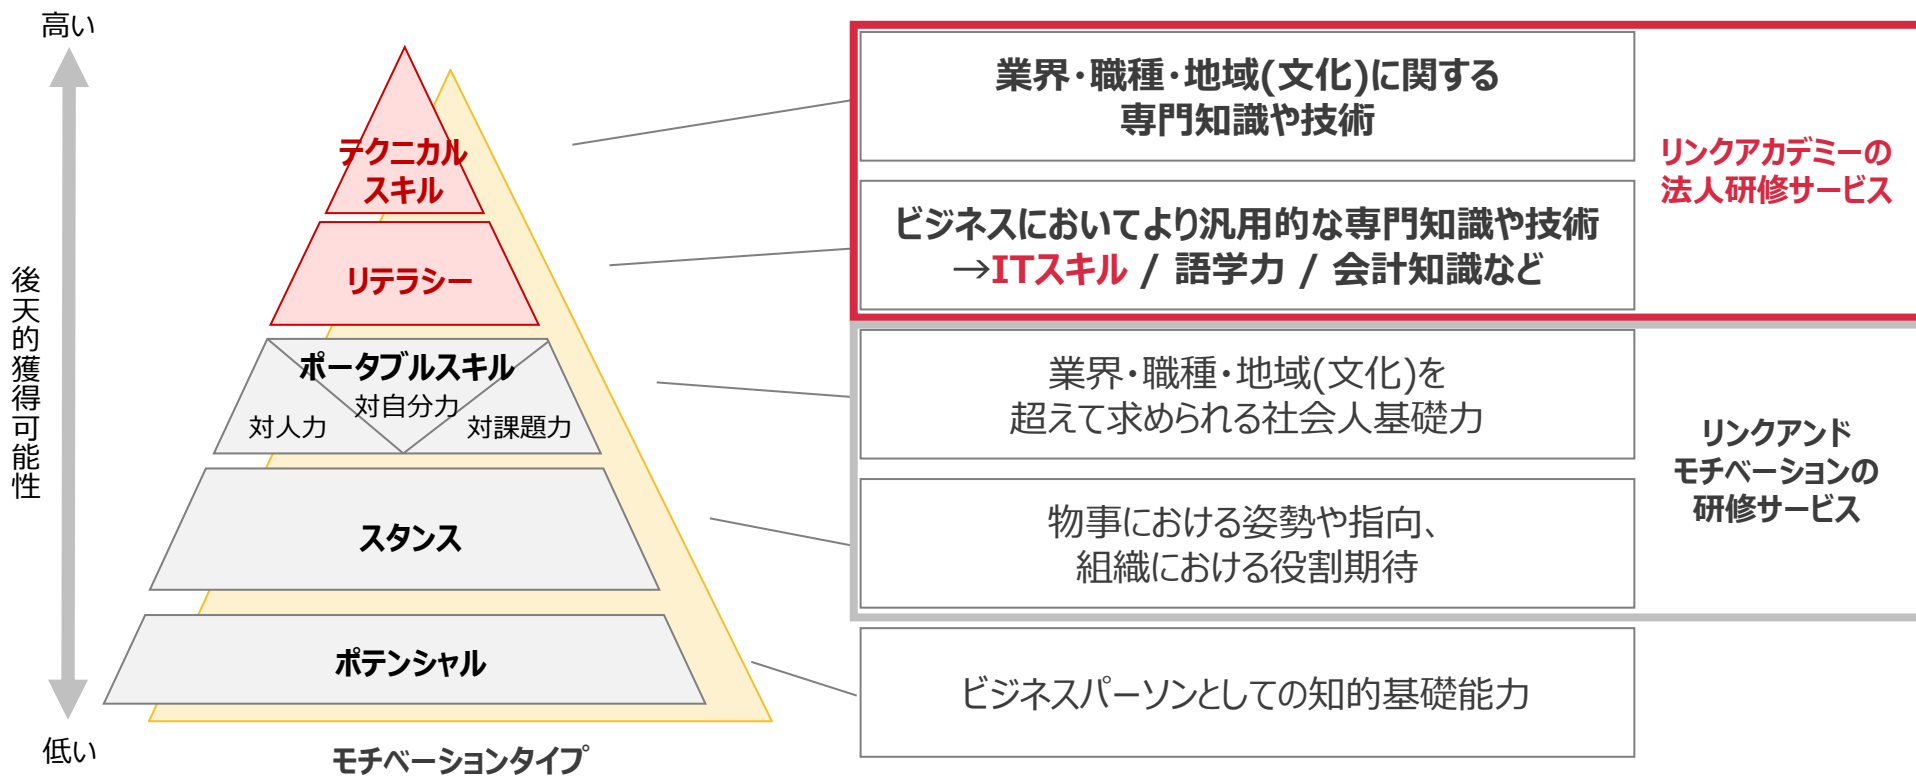 高い
後天的獲得可能性
低い
テクニカル
スキル
リテラシー
ポータブルスキル
対自分力
対人力
対課題力
スタンス
ポテンシャル
モチベーションタイプ
業界・職種・地域(文化)に関する
専門知識や技術
ビジネスにおいてより汎用的な専門知識や技術
→ITスキル / 語学力 / 会計知識など
リンクアカデミーの
法人研修サービス
業界・職種・地域(文化)を
超えて求められる社会人基礎力
物事における姿勢や指向、
組織における役割期待
リンクアンド
モチベーションの
研修サービス
ビジネスパーソンとしての知的基礎能力